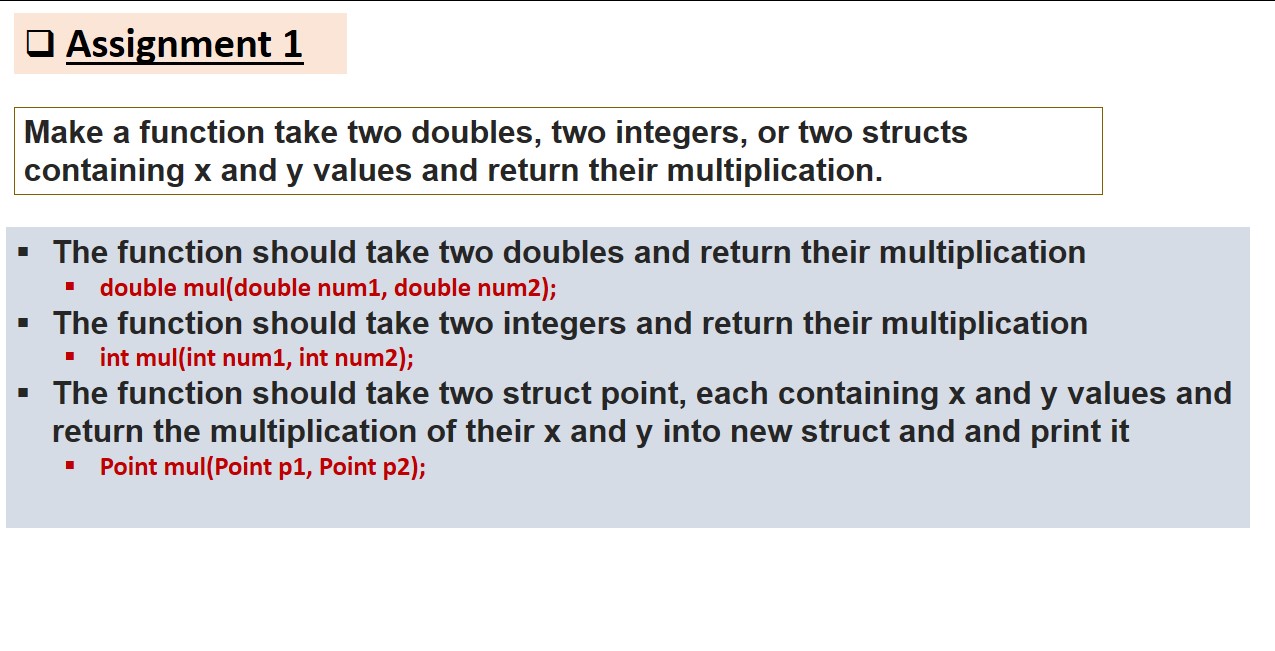 ❑ Assignment 1
Make a function take two doubles, two integers, or two structs
containing x and y values and return their multiplication.
▪ The function should take two doubles and return their multiplication
▪ double mul(double num1, double num2);
▪ The function should take two integers and return their multiplication
▪ int mul(int num1, int num2);
▪ The function should take two struct point, each containing x and y values and
return the multiplication of their x and y into new struct and and print it
▪ Point mul(Point p1, Point p2);